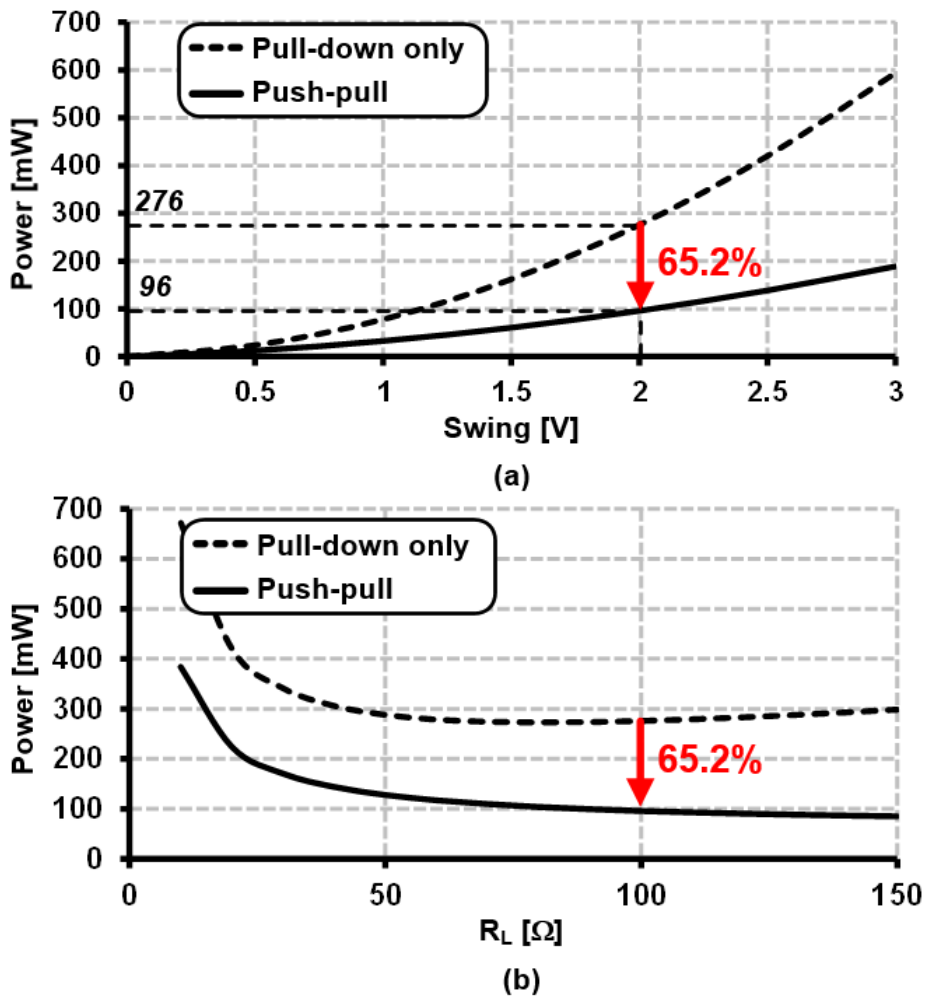 700
600
500
400
300
200
100
0
Power [mW]
Pull-down only
Push-pull
276
96
65.2%
0 0.5 1 1.5 2 2.5 3
Swing [V]
(a)
700
600
500
400
300
200
100
0
Power [mW]
Pull-down only
Push-pull
65.2%
0 50 100 150
RL [Ω]
(b)